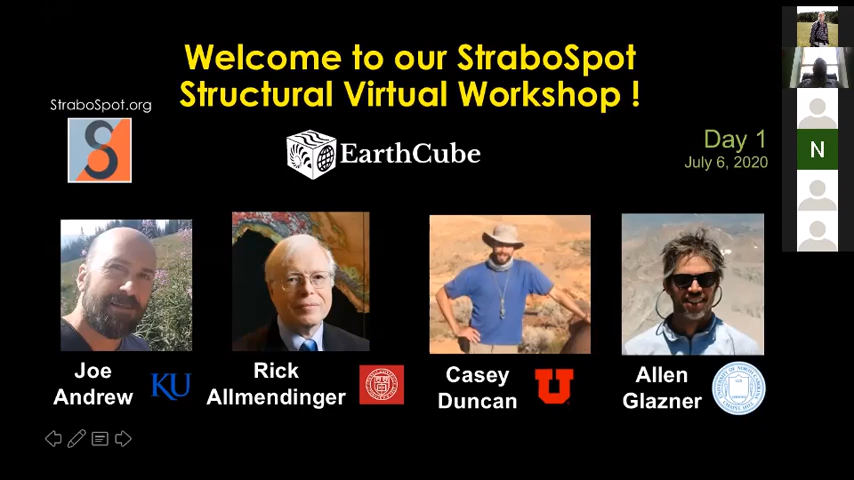 Welcome to our StraboSpot
Structural Virtual Workshop !
StraboSpot.org
S
EarthCube
Day 1
July 6, 2020
N
Joe
Andrew
KU
Rick
Allmendinger
Casey
Duncan
U
Allen
Glazner